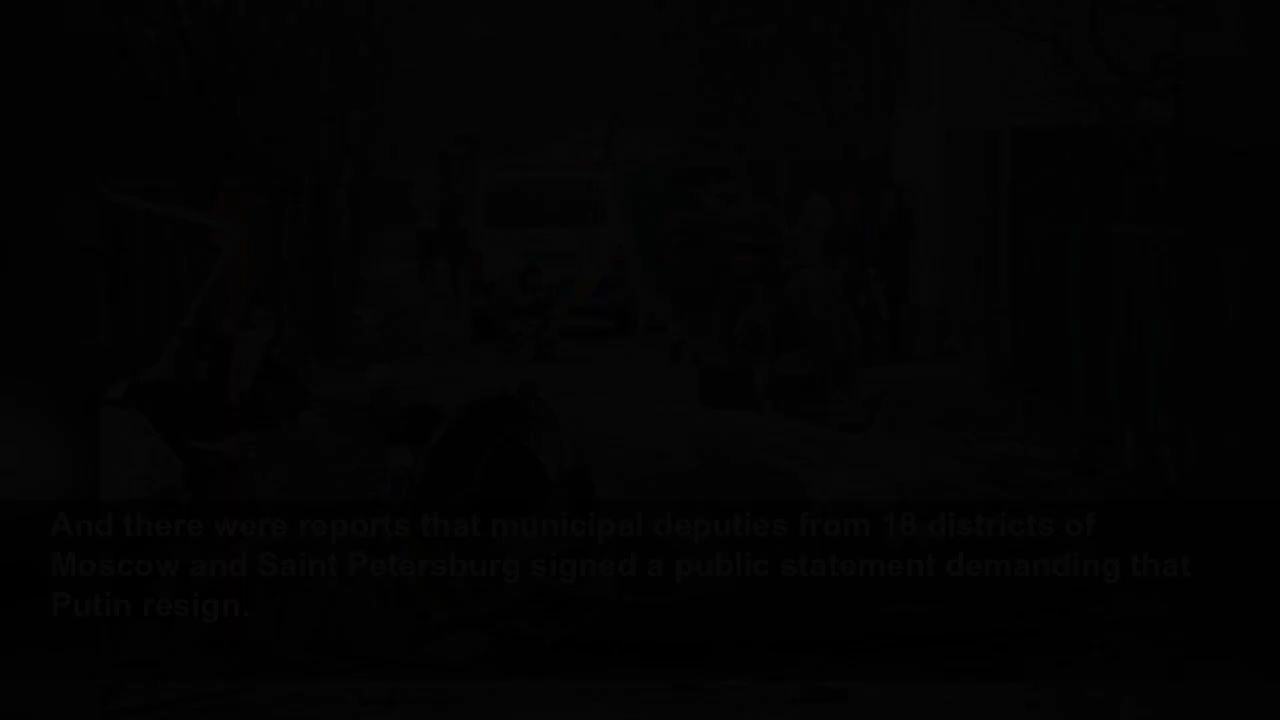 And there were reports that municipal deputies from 18 districts of
Moscow and Saint Petersburg signed a public statement demanding that
Putin resign.